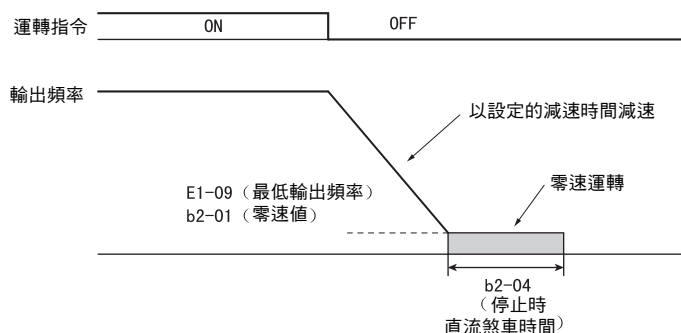 運轉指令
ON
OFF
輸出頻率
以設定的減速時間減速
E1-09（最低輸出頻率）
b2-01（零速值）
零速運轉
b2-04
（停止時
直流煞車時間）